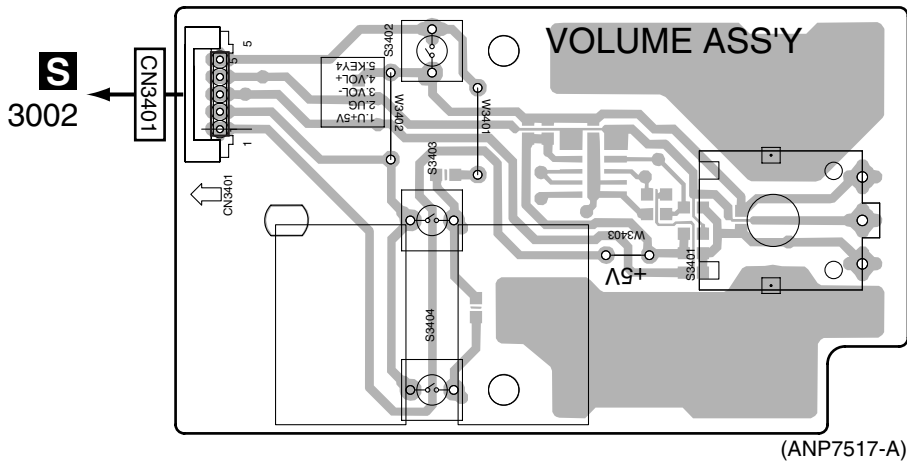 VOLUME ASS'Y
S
3002
CN3401
5
5
1
CN3401
5.KEY4
4.VOL+
3.VOL-
2.UG
1.U+5V
S3402
W3402
W3401
S3403
S3404
W3403
+5V
S3401
(ANP7517-A)